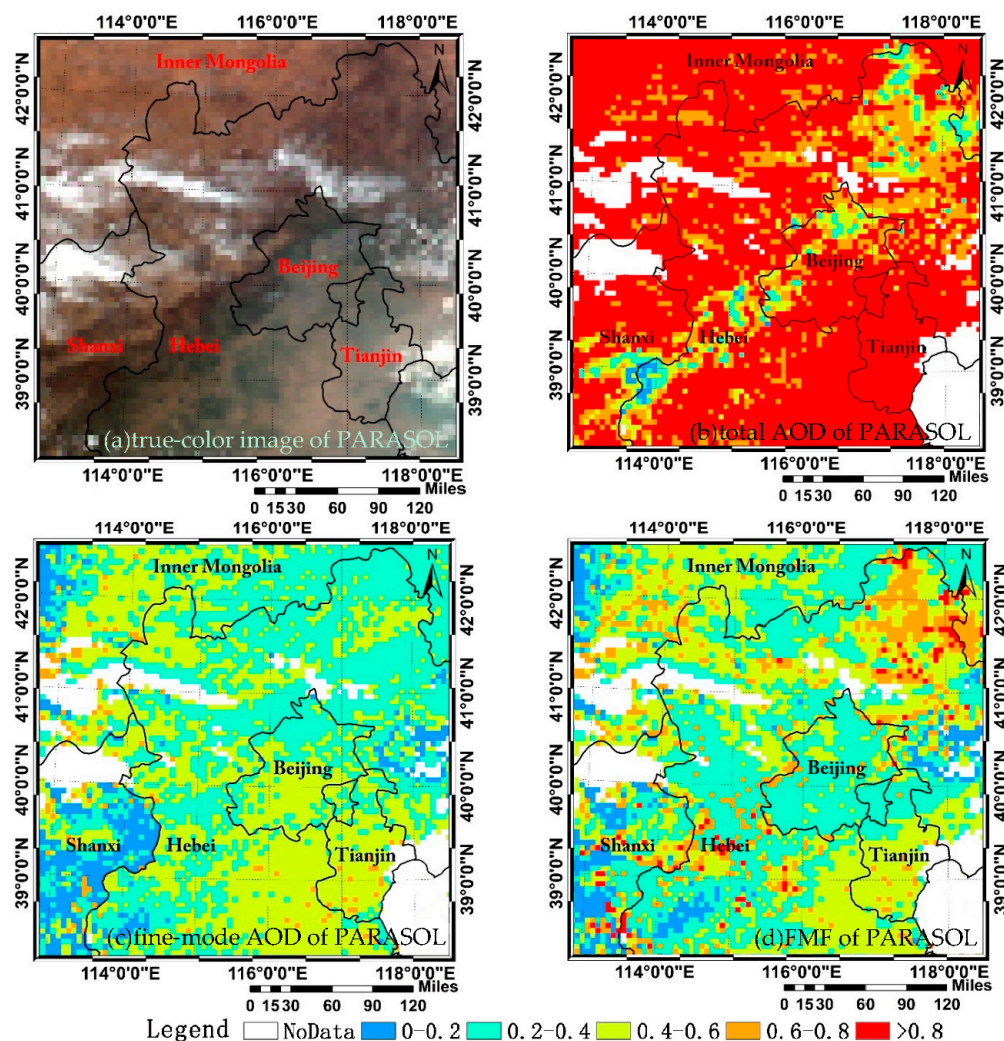 114°0'0"E 116°0'0"E 118°0'0"E
42°0'0"N 41°0'0"N 40°0'0"N 39°0'0"N
N
Inner Mongolia
Beijing
Shanxi Hebei
Tianjin
(a)true-color image of PARASOL
42°0'0"N 41°0'0"N 40°0'0"N 39°0'0"N
114°0'0"E 116°0'0"E 118°0'0"E
Miles
0 15 30 60 90 120
114°0'0"E 116°0'0"E 118°0'0"E
42°0'0"N 41°0'0"N 40°0'0"N 39°0'0"N
N
Inner Mongolia
Beijing
Shanxi Hebei
Tianjin
(b)total AOD of PARASOL
42°0'0"N 41°0'0"N 40°0'0"N 39°0'0"N
114°0'0"E 116°0'0"E 118°0'0"E
Miles
0 15 30 60 90 120
114°0'0"E 116°0'0"E 118°0'0"E
42°0'0"N 41°0'0"N 40°0'0"N 39°0'0"N
N
Inner Mongolia
Beijing
Shanxi Hebei
Tianjin
(c)fine-mode AOD of PARASOL
42°0'0"N 41°0'0"N 40°0'0"N 39°0'0"N
114°0'0"E 116°0'0"E 118°0'0"E
Miles
0 15 30 60 90 120
114°0'0"E 116°0'0"E 118°0'0"E
42°0'0"N 41°0'0"N 40°0'0"N 39°0'0"N
N
Inner Mongolia
Beijing
Shanxi Hebei
Tianjin
(d)FMF of PARASOL
42°0'0"N 41°0'0"N 40°0'0"N 39°0'0"N
114°0'0"E 116°0'0"E 118°0'0"E
Miles
0 15 30 60 90 120
Legend NoData 0-0.2 0.2-0.4 0.4-0.6 0.6-0.8 >0.8